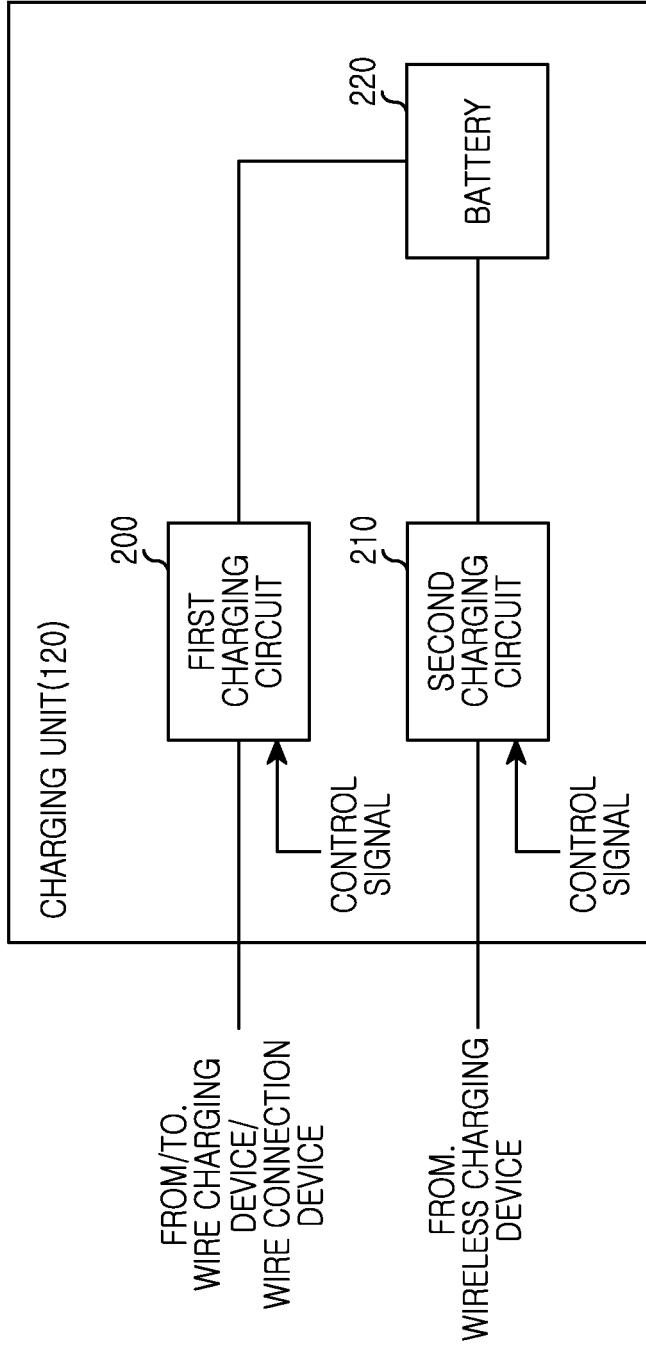 CHARGING UNIT(120)
FROM/TO.
WIRE CHARGING
DEVICE/
WIRE CONNECTION
DEVICE
200
FIRST
CHARGING
CIRCUIT
CONTROL
SIGNAL
220
BATTERY
FROM.
WIRELESS CHARGING
DEVICE
210
SECOND
CHARGING
CIRCUIT
CONTROL
SIGNAL